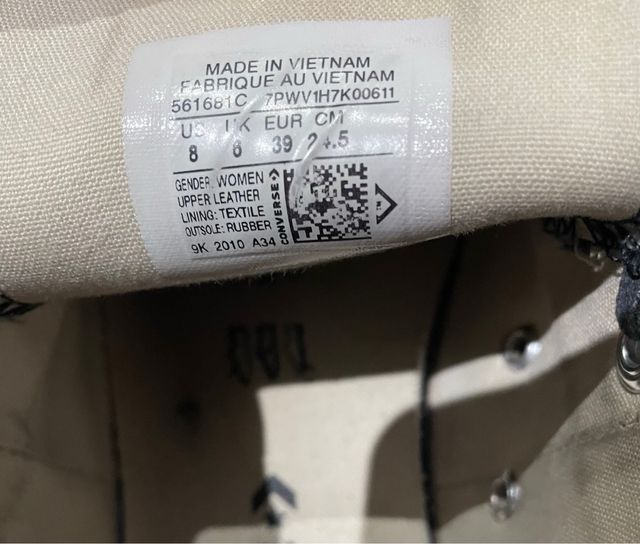 MADE IN VIETNAM
FABRIQUE AU VIETNAM
561681C 7PWV1H7K00611
US UK EUR CM
8 8 39 24.5
GENDER: WOMEN
UPPER LEATHER
LINING: TEXTILE
OUTSOLE: RUBBER
9K 2010 A34
CONVERSE